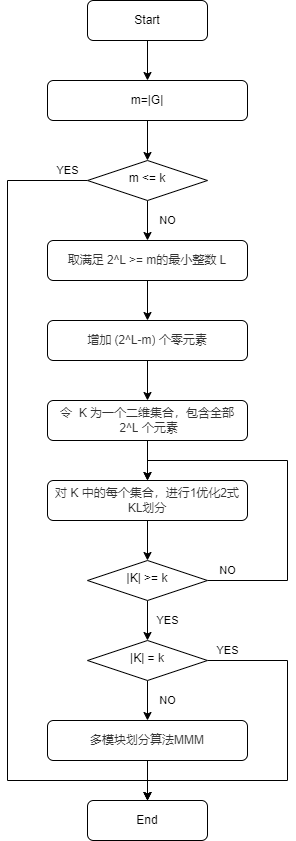 Start
m=|G|
YES
m <= k
NO
取满足 2^L >= m的最小整数 L
增加 (2^L-m) 个零元素
令 K 为一个二维集合，包含全部
2^L 个元素
对 K 中的每个集合，进行1优化2式
KL划分
|K| >= k
NO
YES
|K| = k
YES
NO
多模块划分算法MMM
End